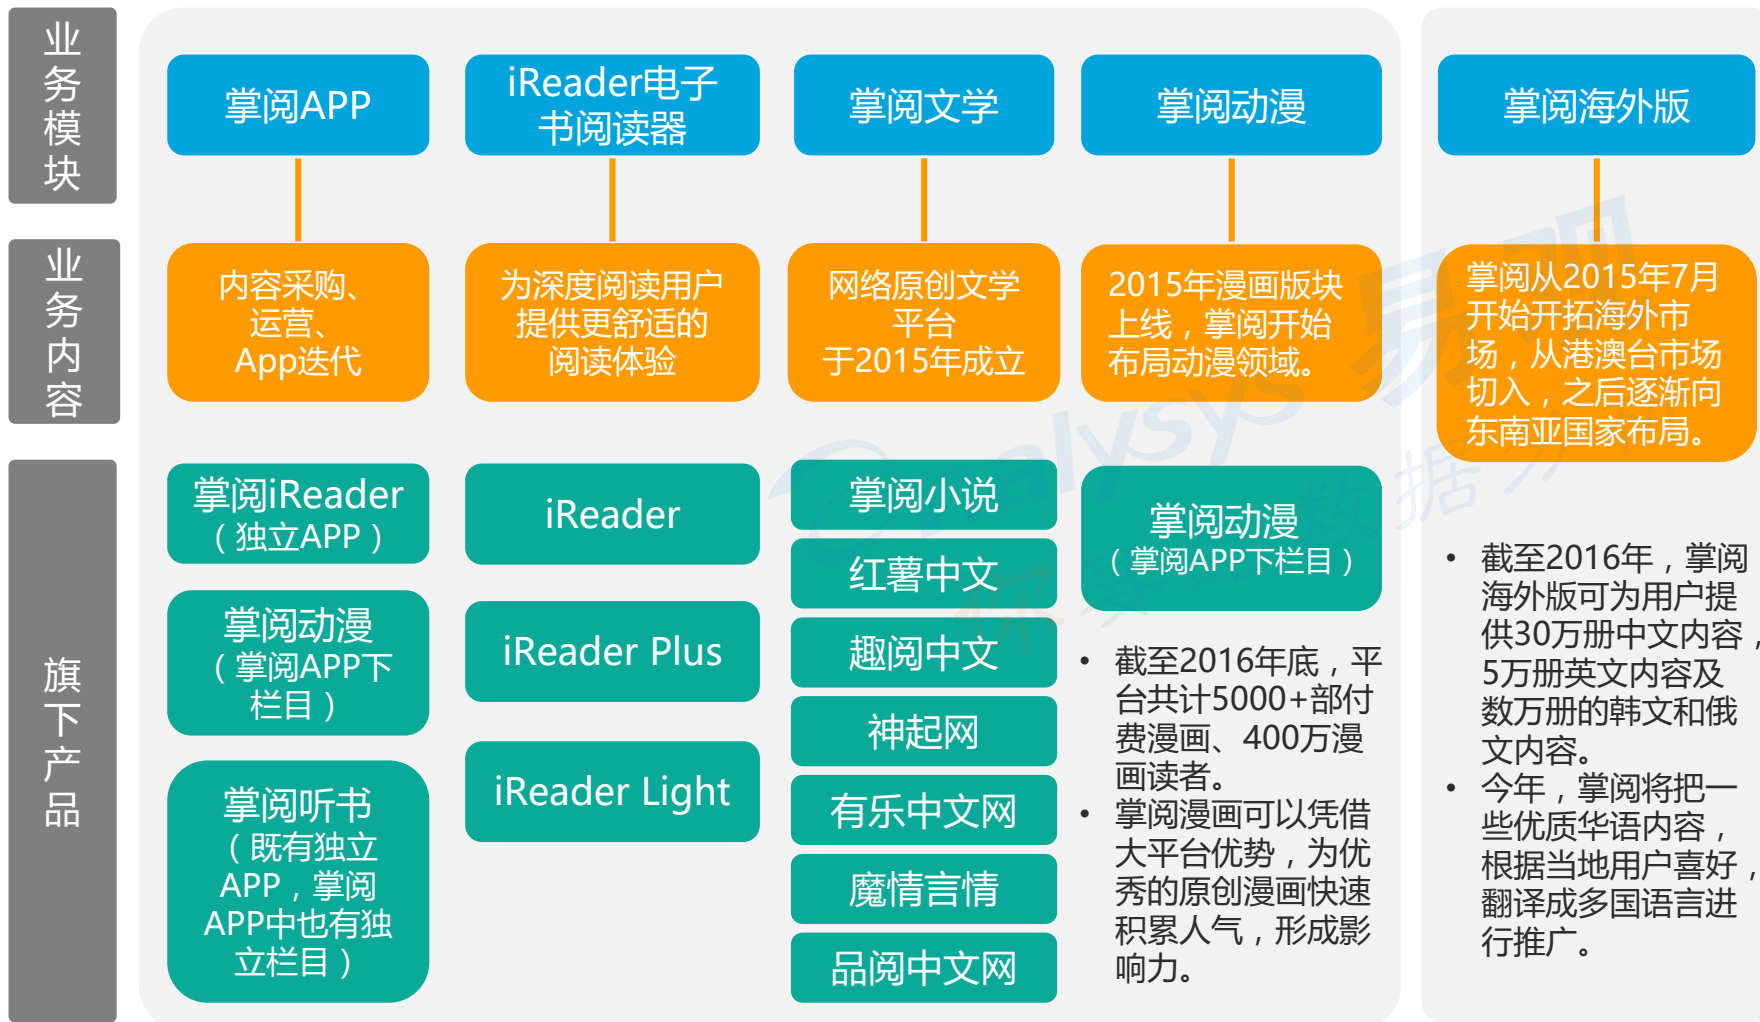 业务模块
掌阅APP
iReader电子
书阅读器
掌阅文学
掌阅动漫
掌阅海外版
业务内容
内容采购、
运营、
App迭代
为深度阅读用户
提供更舒适的
阅读体验
网络原创文学
平台
于2015年成立
2015年漫画版块
上线，掌阅开始
布局动漫领域。
掌阅从2015年7月
开始开拓海外市
场，从港澳台市场
切入，之后逐渐向
东南亚国家布局。
旗下产品
掌阅iReader
（独立APP）
掌阅动漫
（掌阅APP下
栏目）
掌阅听书
（既有独立
APP，掌阅
APP中也有独
立栏目）
iReader
iReader Plus
iReader Light
掌阅小说
红薯中文
趣阅中文
神起网
有乐中文网
魔情言情
品阅中文网
掌阅动漫
（掌阅APP下栏目）
• 截至2016年底，平
台共计5000+部付
费漫画、400万漫
画读者。
• 掌阅漫画可以凭借
大平台优势，为优
秀的原创漫画快速
积累人气，形成影
响力。
• 截至2016年，掌阅
海外版可为用户提
供30万册中文内容，
5万册英文内容及
数万册的韩文和俄
文内容。
• 今年，掌阅将把一
些优质华语内容，
根据当地用户喜好，
翻译成多国语言进
行推广。
易观